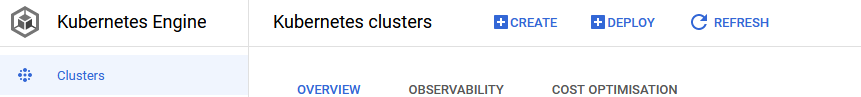 Kubernetes Engine
Kubernetes clusters
CREATE
DEPLOY
REFRESH
Clusters
OVERVIEW
OBSERVABILITY
COST OPTIMISATION